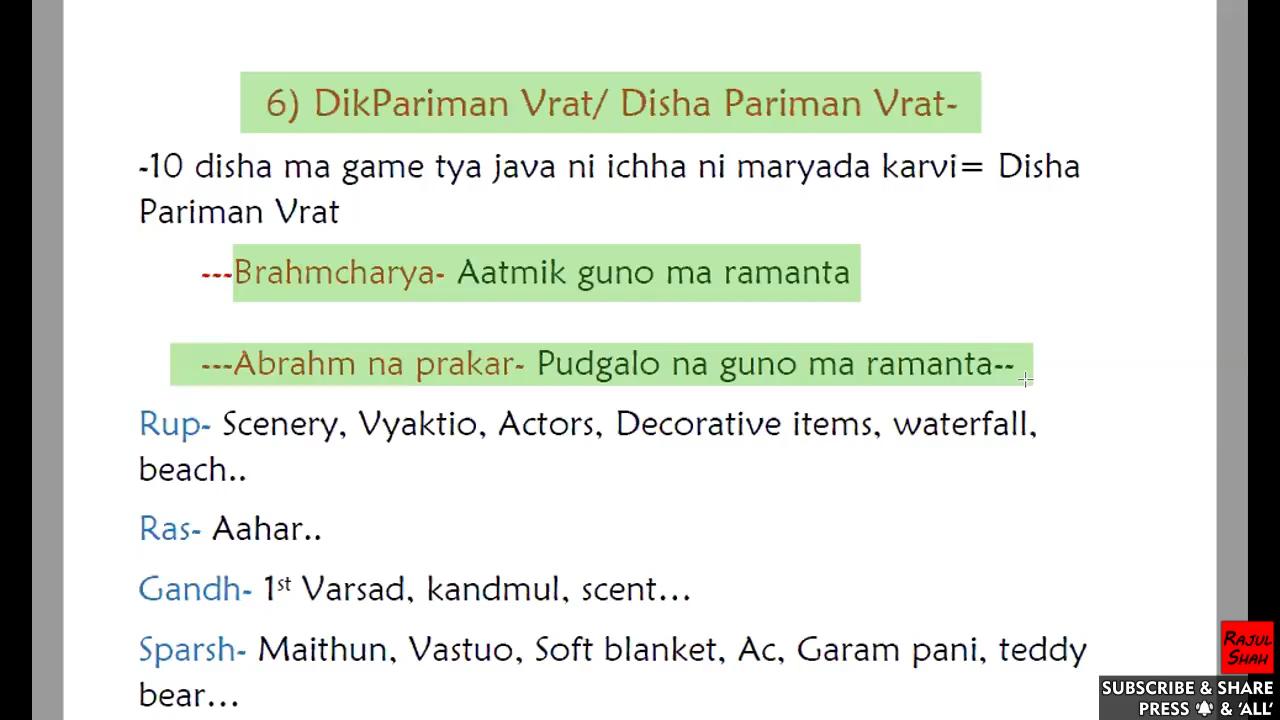 6) DikPariman Vrat/ Disha Pariman Vrat-
-10 disha ma game tya java ni ichha ni maryada karvi= Disha
Pariman Vrat
---Brahmcharya- Aatmik guno ma ramanta
---Abrahm na prakar- Pudgalo na guno ma ramanta--
Rup- Scenery, Vyaktio, Actors, Decorative items, waterfall,
beach..
Ras- Aahar..
Gandh- 1st Varsad, kandmul, scent...
Sparsh- Maithun, Vastuo, Soft blanket, Ac, Garam pani, teddy
bear...
RAJUL
SHAH
SUBSCRIBE & SHARE
PRESS 🔔 & 'ALL'